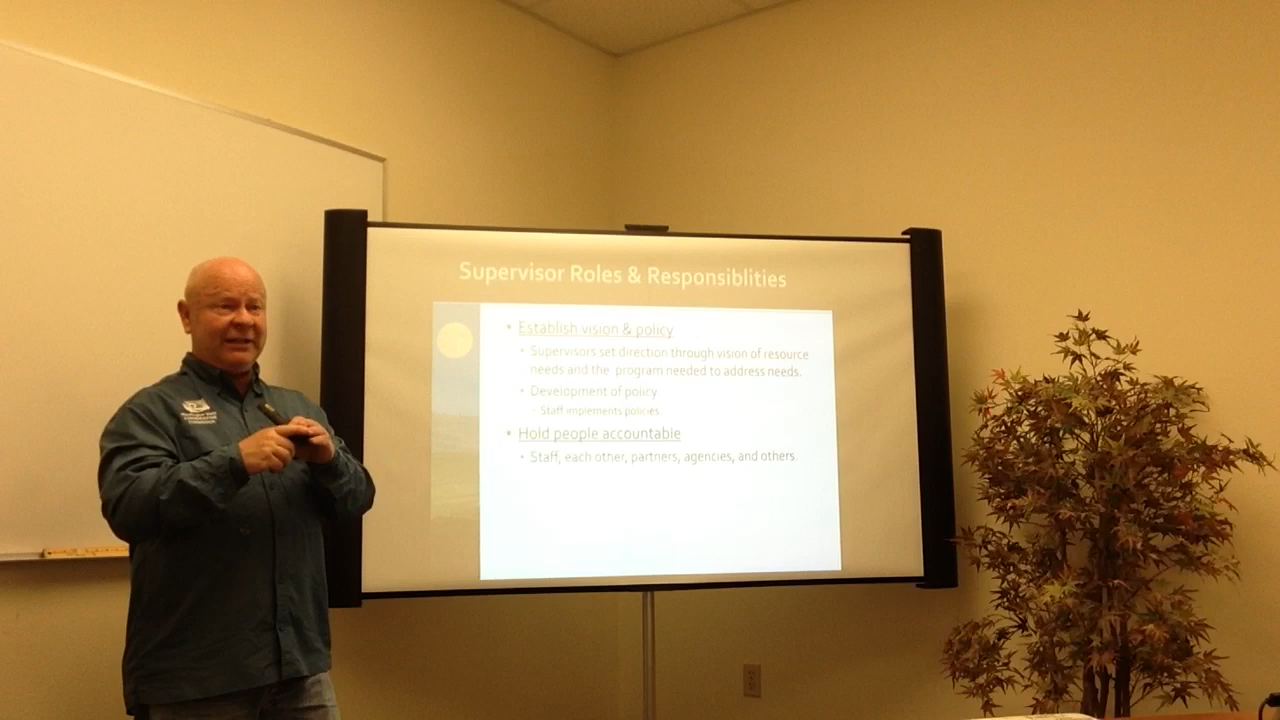 Supervisor Roles & Responsiblities
Establish vision & policy
Supervisors set direction through vision of resource
needs and the program needed to address needs.
Development of policy
Staff implements policies.
Hold people accountable
Staff, each other, partners, agencies, and others.